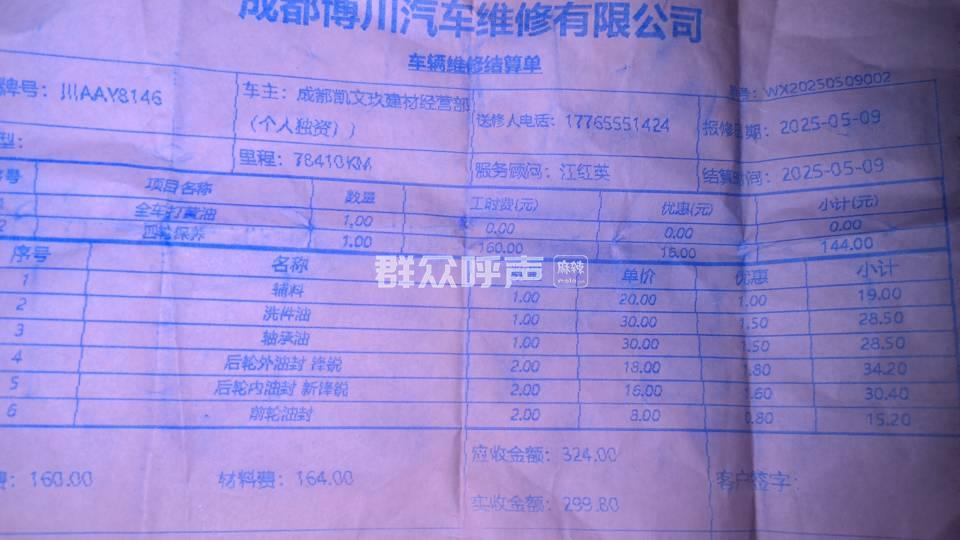 成都博川汽车维修有限公司
车辆维修结算单
牌号: 川AAY8146 车主: 成都凯文玖建材经营部(个人独资)) 送修人电话: 17765551424 报修日期: 2025-05-09 单号: WX20250509002
型: 里程: 78410KM 服务顾问: 江红英 结算时间: 2025-05-09
序号 项目名称 数量 工时费(元) 优惠(元) 小计(元)
1 全车打黄油 1.00 0.00 0.00 0.00
2 四轮保养 1.00 160.00 16.00 144.00
序号 名称 单价 优惠 小计
1 辅料 1.00 20.00 1.00 19.00
2 洗件油 1.00 30.00 1.50 28.50
3 轴承油 1.00 30.00 1.50 28.50
4 后轮外油封 锋锐 2.00 18.00 1.80 34.20
5 后轮内油封 新锋锐 2.00 16.00 1.60 30.40
6 前轮油封 2.00 8.00 0.80 15.20
费: 160.00 材料费: 164.00 应收金额: 324.00 客户签字:
实收金额: 299.80
群众呼声 麻辣